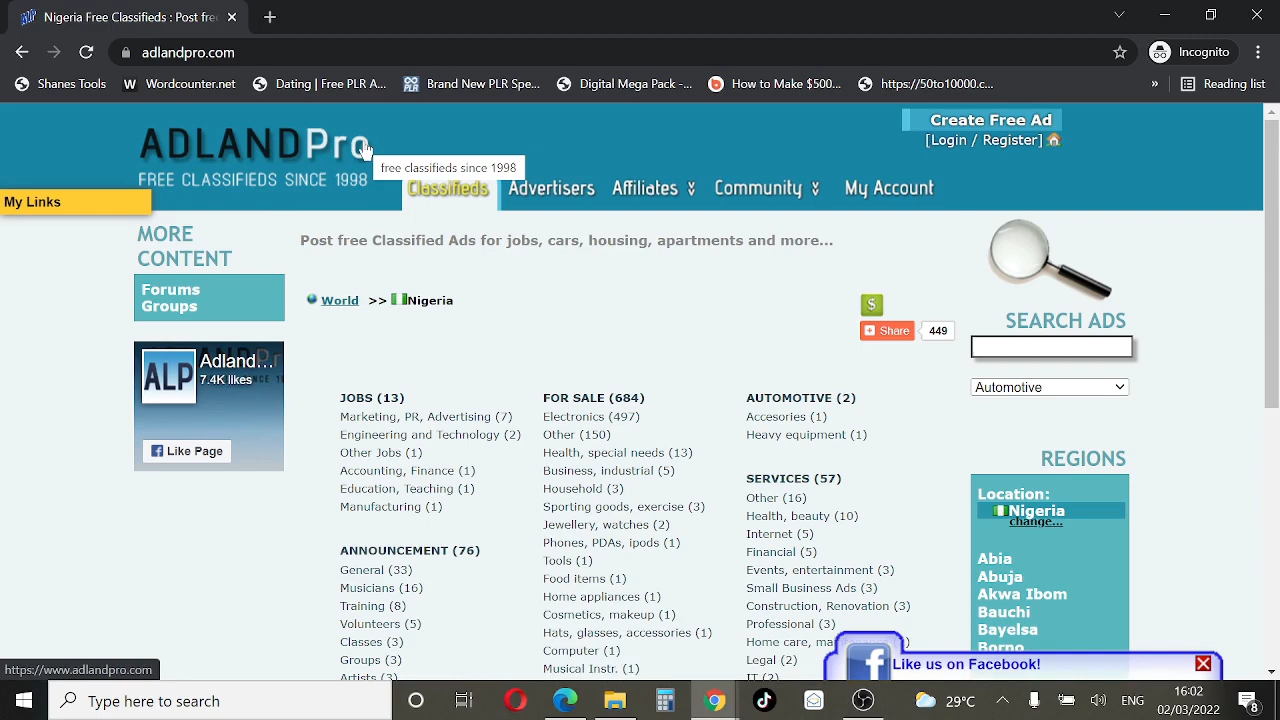 Nigeria Classifieds : Post Free
adlandpro.com
Incognito
Shanes Tools
Wordcounter.net
Dating | Free PLR A...
Brand New PLR Spe...
Digital Mega Pack -...
How to Make $500...
https://50to10000.c...
»
Reading list
ADLANDPro
FREE CLASSIFIEDS SINCE 1998
free classifieds since 1998
Create Free Ad
[Login / Register]
Classifieds
Advertisers
Affiliates
Community
My Account
My Links
MORE
CONTENT
Forums
Groups
Post free Classified Ads for jobs, cars, housing, apartments and more...
World >> Nigeria
$
Share
449
SEARCH ADS
Automotive
ALP
Adland...
7.4K likes
Like Page
JOBS (13)
Marketing, PR, Advertising (7)
Engineering and Technology (2)
Other Jobs (1)
Accounting, Finance (1)
Education, Teaching (1)
Manufacturing (1)
ANNOUNCEMENT (76)
General (33)
Musicians (16)
Training (8)
Volunteers (5)
Classes (3)
Groups (3)
Artists (3)
FOR SALE (684)
Electronics (497)
Other (150)
Health, special needs (13)
Business, industrial (5)
Household (3)
Sporting goods, exercise (3)
Jewellery, watches (2)
Phones, PDAs, ipods (1)
Tools (1)
Food items (1)
Home appliances (1)
Cosmetics, makeup (1)
Hats, glasses, accessories (1)
Computer (1)
Musical Instr. (1)
AUTOMOTIVE (2)
Accesories (1)
Heavy equipment (1)
SERVICES (57)
Other (16)
Health, beauty (10)
Internet (5)
Financial (5)
Events, entertainment (3)
Small Business Ads (3)
Construction, Renovation (3)
Professional (3)
Home care, ma
Legal (2)
IT (2)
REGIONS
Location:
Nigeria
change...
Abia
Abuja
Akwa Ibom
Bauchi
Bayelsa
Borno
Like us on Facebook!
https://www.adlandpro.com
Type here to search
29°C
ENG
16:02
02/03/2022
8